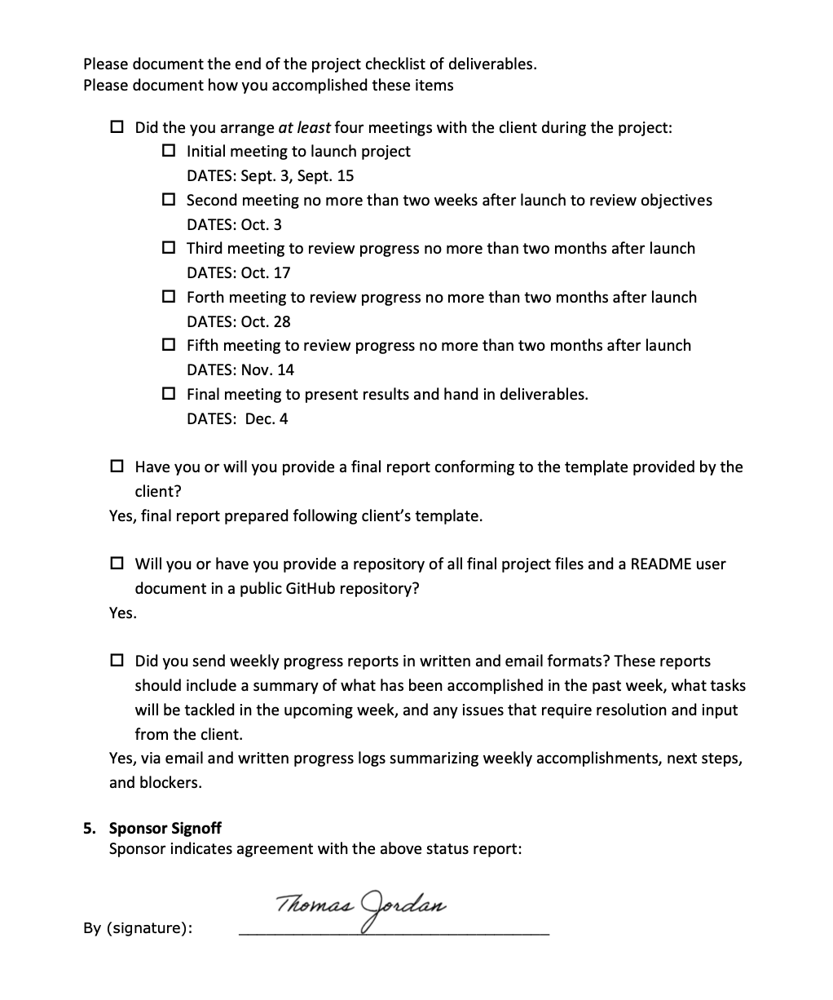 Please document the end of the project checklist of deliverables.
Please document how you accomplished these items
☐ Did the you arrange at least four meetings with the client during the project:
☐ Initial meeting to launch project
DATES: Sept. 3, Sept. 15
☐ Second meeting no more than two weeks after launch to review objectives
DATES: Oct. 3
☐ Third meeting to review progress no more than two months after launch
DATES: Oct. 17
☐ Forth meeting to review progress no more than two months after launch
DATES: Oct. 28
☐ Fifth meeting to review progress no more than two months after launch
DATES: Nov. 14
☐ Final meeting to present results and hand in deliverables.
DATES:  Dec. 4
☐ Have you or will you provide a final report conforming to the template provided by the
client?
Yes, final report prepared following client’s template.
☐ Will you or have you provide a repository of all final project files and a README user
document in a public GitHub repository?
Yes.
☐ Did you send weekly progress reports in written and email formats? These reports
should include a summary of what has been accomplished in the past week, what tasks
will be tackled in the upcoming week, and any issues that require resolution and input
from the client.
Yes, via email and written progress logs summarizing weekly accomplishments, next steps,
and blockers.
5. Sponsor Signoff
Sponsor indicates agreement with the above status report:
Thomas Jordan
By (signature):